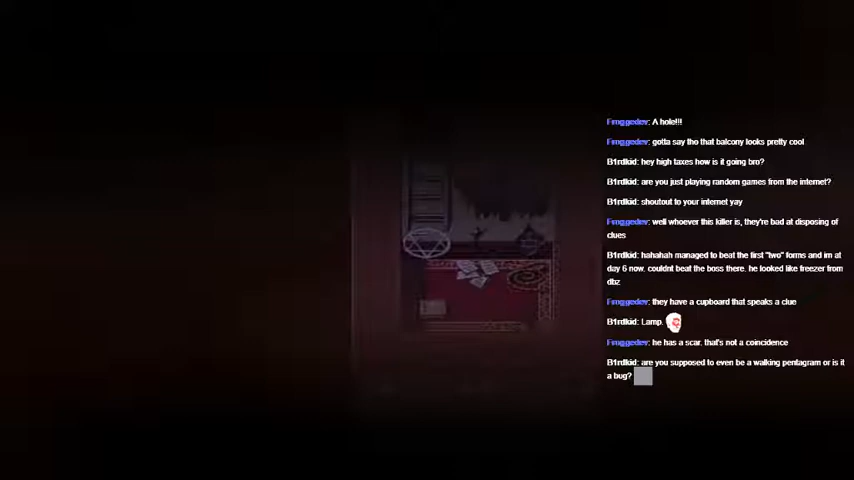 Froggedev: A hole!!!
Froggedev: gotta say tho that balcony looks pretty cool
B1rdkid: hey high taxes how is it going bro?
B1rdkid: are you just playing random games from the internet?
B1rdkid: shoutout to your internet yay
Froggedev: well whoever this killer is, they're bad at disposing of
clues
B1rdkid: hahahah managed to beat the first "two" forms and im at
day 6 now. couldnt beat the boss there. he looked like freezer from
dbz
Froggedev: they have a cupboard that speaks a clue
B1rdkid: Lamp.
Froggedev: he has a scar. that's not a coincidence
B1rdkid: are you supposed to even be a walking pentagram or is it
a bug?